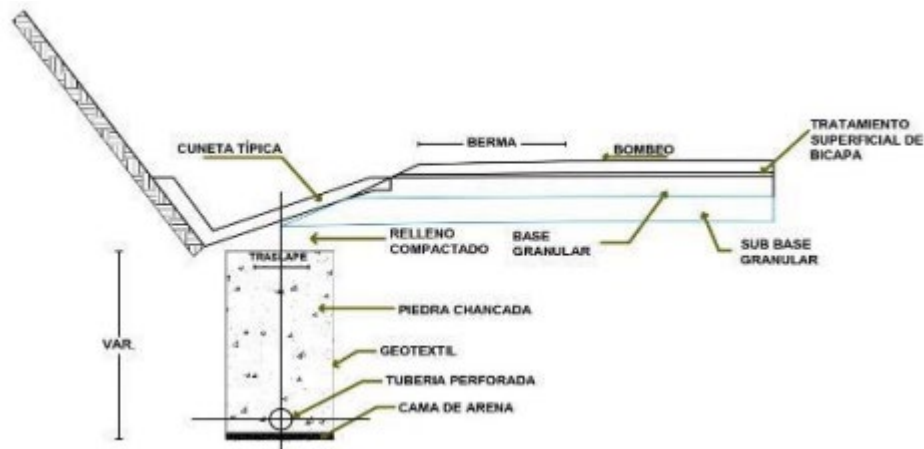 TRATAMIENTO
SUPERFICIAL DE
BICAPA
BERMA
BOMBEO
CUNETA TÍPICA
RELLENO
COMPACTADO
BASE
GRANULAR
SUB BASE
GRANULAR
TRASLAPE
PIEDRA CHANCADA
VAR.
GEOTEXTIL
TUBERIA PERFORADA
CAMA DE ARENA